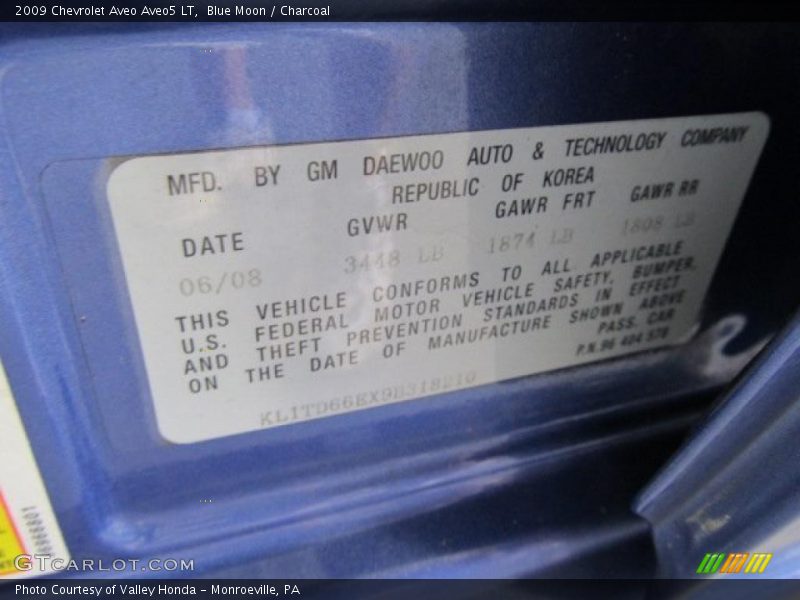 2009 Chevrolet Aveo Aveo5 LT, Blue Moon / Charcoal
MFD. BY GM DAEWOO AUTO & TECHNOLOGY COMPANY
REPUBLIC OF KOREA
DATE GVWR GAWR FRT GAWR RR
06/08 3448 LB 1874 LB 1808 LB
THIS VEHICLE CONFORMS TO ALL APPLICABLE
U.S. FEDERAL MOTOR VEHICLE SAFETY, BUMPER,
AND THEFT PREVENTION STANDARDS IN EFFECT
ON THE DATE OF MANUFACTURE SHOWN ABOVE
PASS. CAR
P.N.96 404 578
KL1TD66EX9B318210
GTCARLOT.COM
Photo Courtesy of Valley Honda – Monroeville, PA